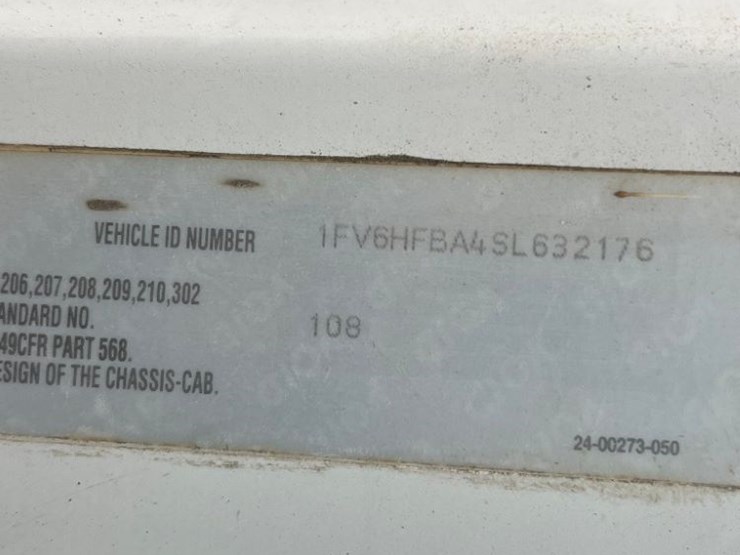 VEHICLE ID NUMBER 1FV6HFBA4SL632176
206,207,208,209,210,302
ANDARD NO. 108
49CFR PART 568.
ESIGN OF THE CHASSIS-CAB.
24-00273-050